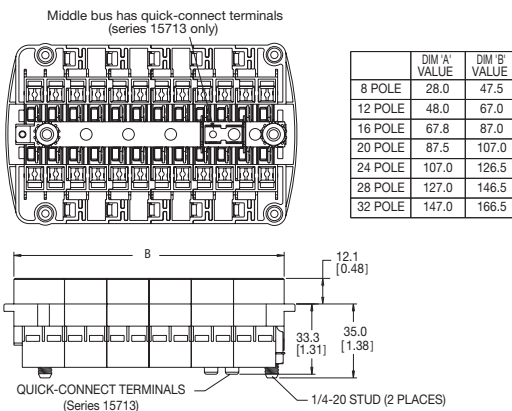 Middle bus has quick-connect terminals
(series 15713 only)
DIM 'A' DIM 'B'
VALUE VALUE
8 POLE 28.0 47.5
12 POLE 48.0 67.0
16 POLE 67.8 87.0
20 POLE 87.5 107.0
24 POLE 107.0 126.5
28 POLE 127.0 146.5
32 POLE 147.0 166.5
B
12.1
[0.48]
33.3
[1.31]
35.0
[1.38]
QUICK-CONNECT TERMINALS
(Series 15713)
1/4-20 STUD (2 PLACES)